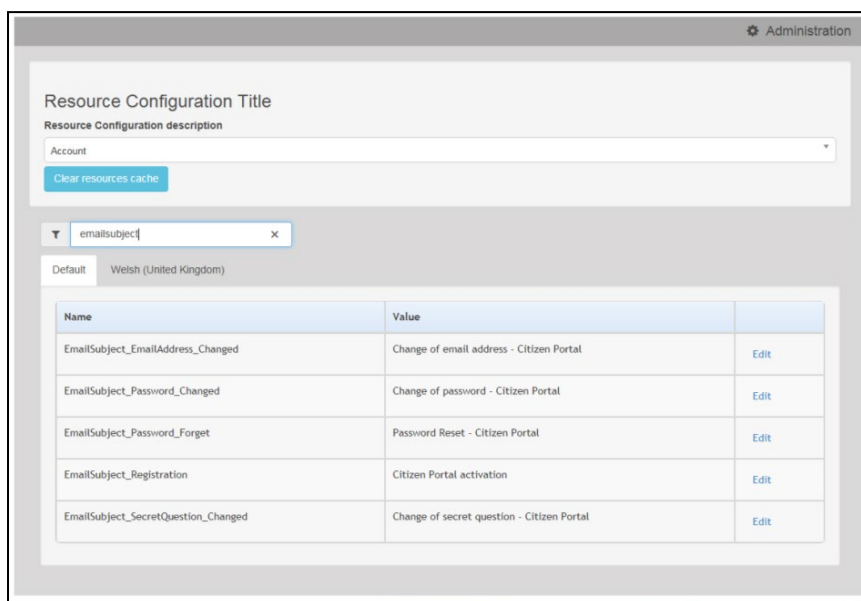 Administration
Resource Configuration Title
Resource Configuration description
Account
Clear resources cache
emailsubject
Default Welsh (United Kingdom)
Name Value
EmailSubject_EmailAddress_Changed Change of email address - Citizen Portal Edit
EmailSubject_Password_Changed Change of password - Citizen Portal Edit
EmailSubject_Password_Forget Password Reset - Citizen Portal Edit
EmailSubject_Registration Citizen Portal activation Edit
EmailSubject_SecretQuestion_Changed Change of secret question - Citizen Portal Edit